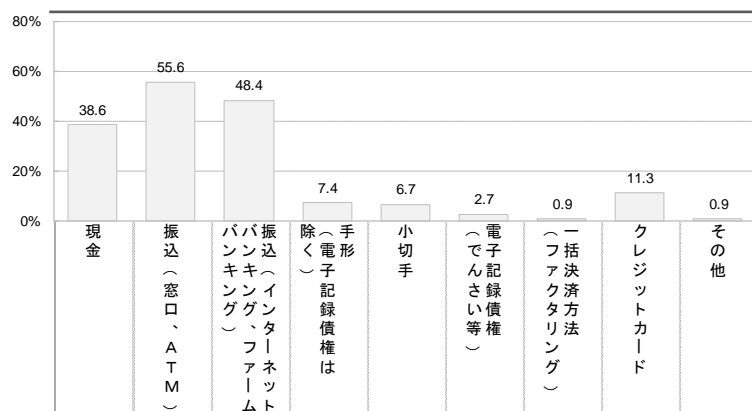 80%
60%
40%
20%
0%
38.6
55.6
48.4
7.4
6.7
2.7
0.9
11.3
0.9
現金
振込（窓口、ATM）
振込（インターネット
バンキング、ファーム
バンキング）
手形
（電子記録債権は
除く）
小切手
電子記録債権
（でんさい等）
一括決済方法
（ファクタリング）
クレジットカード
その他